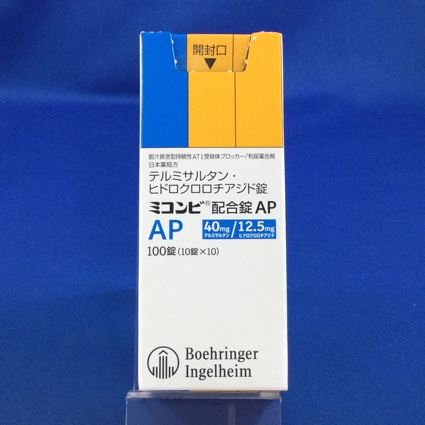 開封口
胆汁排泄型持続性AT1受容体ブロッカー/利尿薬合剤
日本薬局方
テルミサルタン・
ヒドロクロロチアジド錠
ミコンビ®配合錠AP
AP 40mg/12.5mg
テルミサルタン ヒドロクロロチアジド
100錠(10錠×10)
Boehringer
Ingelheim